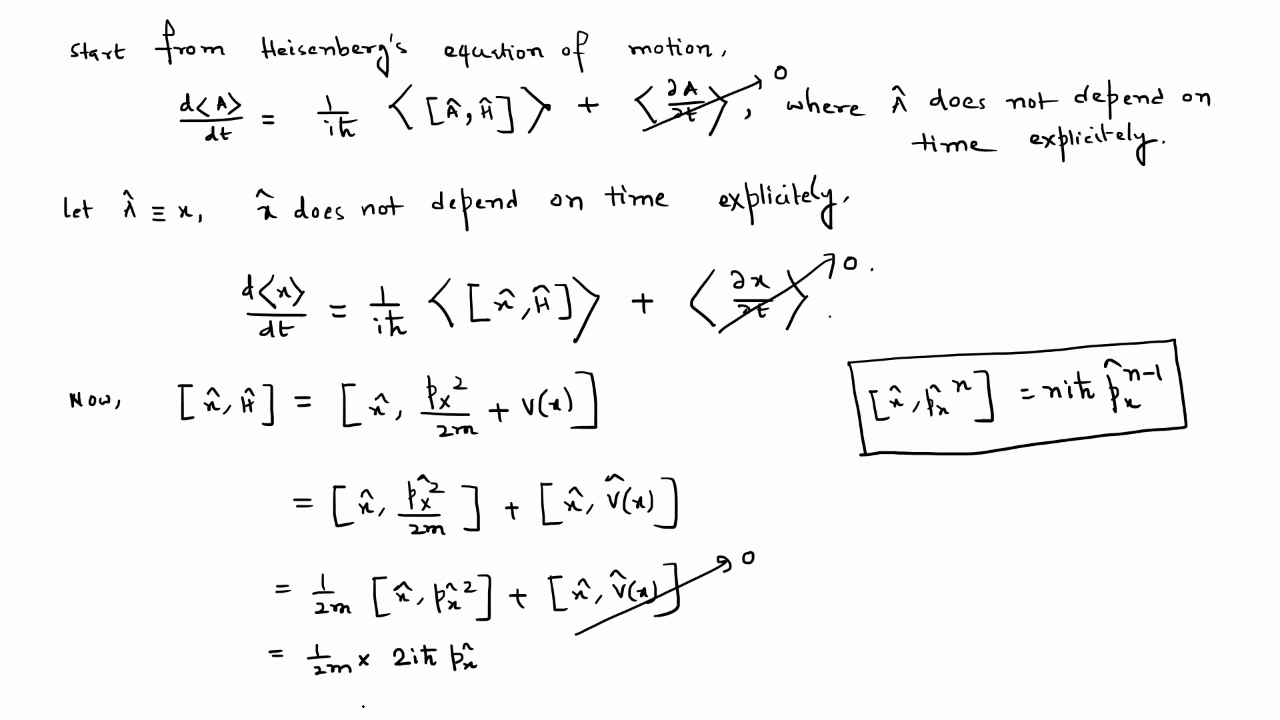 Start from Heisenberg's equation of motion,
d⟨A⟩/dt = 1/iħ ⟨[Â, Ĥ]⟩ + ⟨∂A/∂t⟩ → 0, where Â does not depend on
time explicitely.
Let Â ≡ x, x̂ does not depend on time explicitely,
d⟨x⟩/dt = 1/iħ ⟨[x̂, Ĥ]⟩ + ⟨∂x/∂t⟩ → 0.
Now, [x̂, Ĥ] = [x̂, pₓ²/2m + V(x)]
[x̂, p̂ₓⁿ] = niħ p̂ₓⁿ⁻¹
= [x̂, p̂ₓ²/2m] + [x̂, V̂(x)]
= 1/2m [x̂, p̂ₓ²] + [x̂, V̂(x)] → 0
= 1/2m × 2iħ p̂ₓ